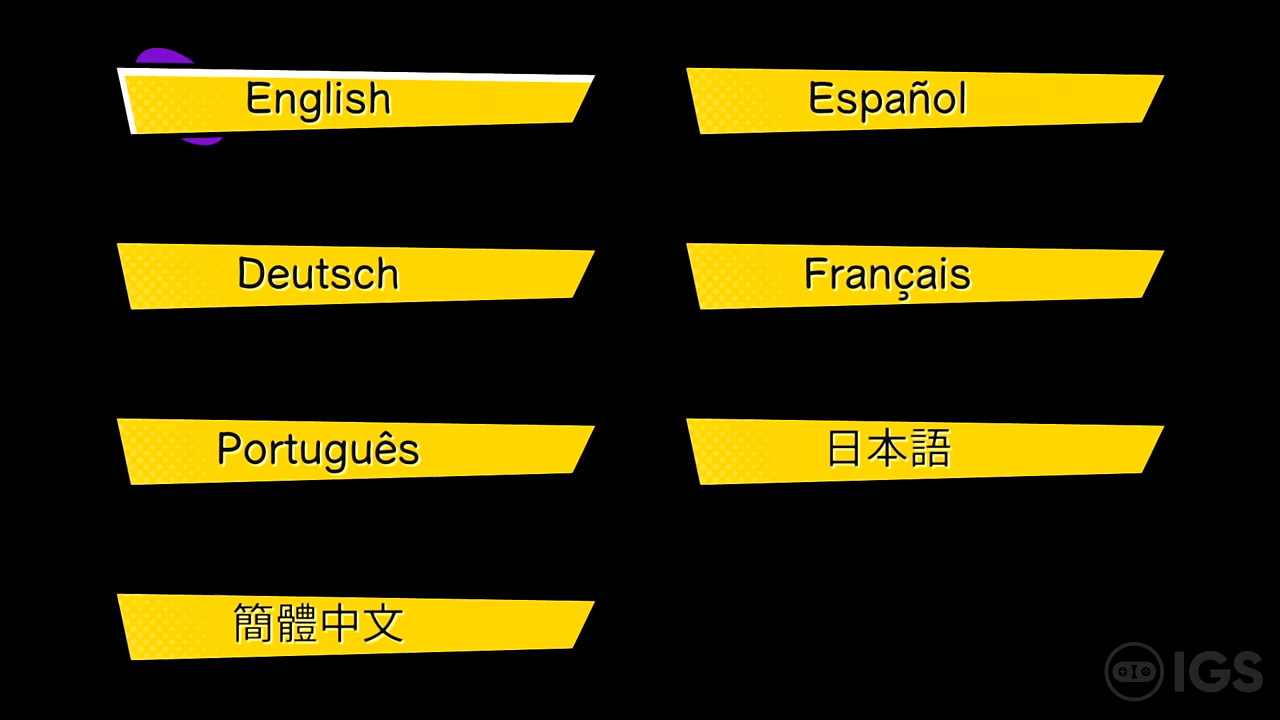 English
Español
Deutsch
Français
Português
日本語
簡體中文
IGS